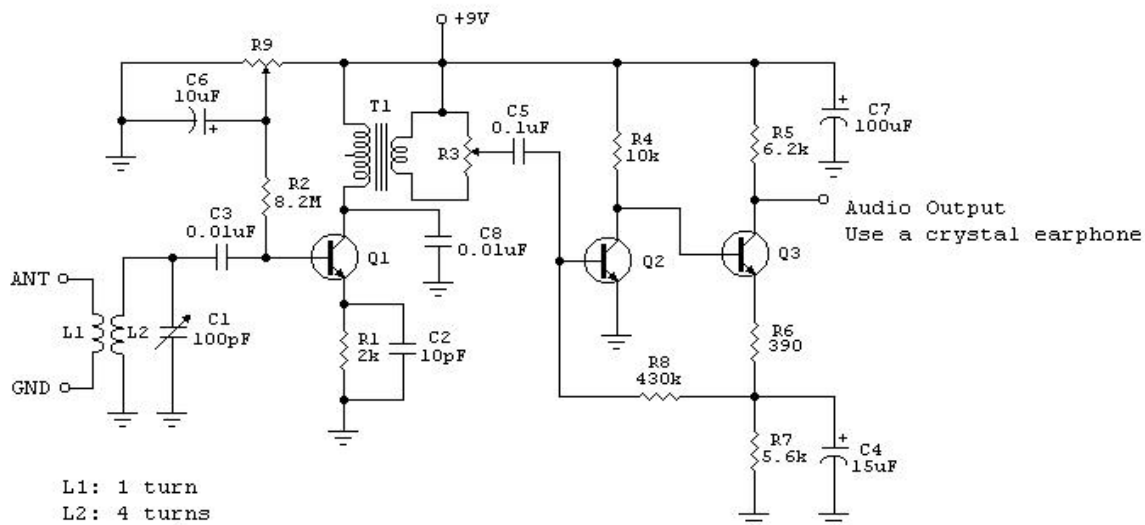 +9V
R9
C6
10uF
+
T1
R3
C5
0.1uF
R4
10k
R5
6.2k
+
C7
100uF
R2
8.2M
C3
0.01uF
Q1
C8
0.01uF
Q2
Q3
Audio Output
Use a crystal earphone
ANT
L1
L2
C1
100pF
GND
R1
2k
C2
10pF
R6
390
R8
430k
R7
5.6k
+
C4
15uF
L1: 1 turn
L2: 4 turns